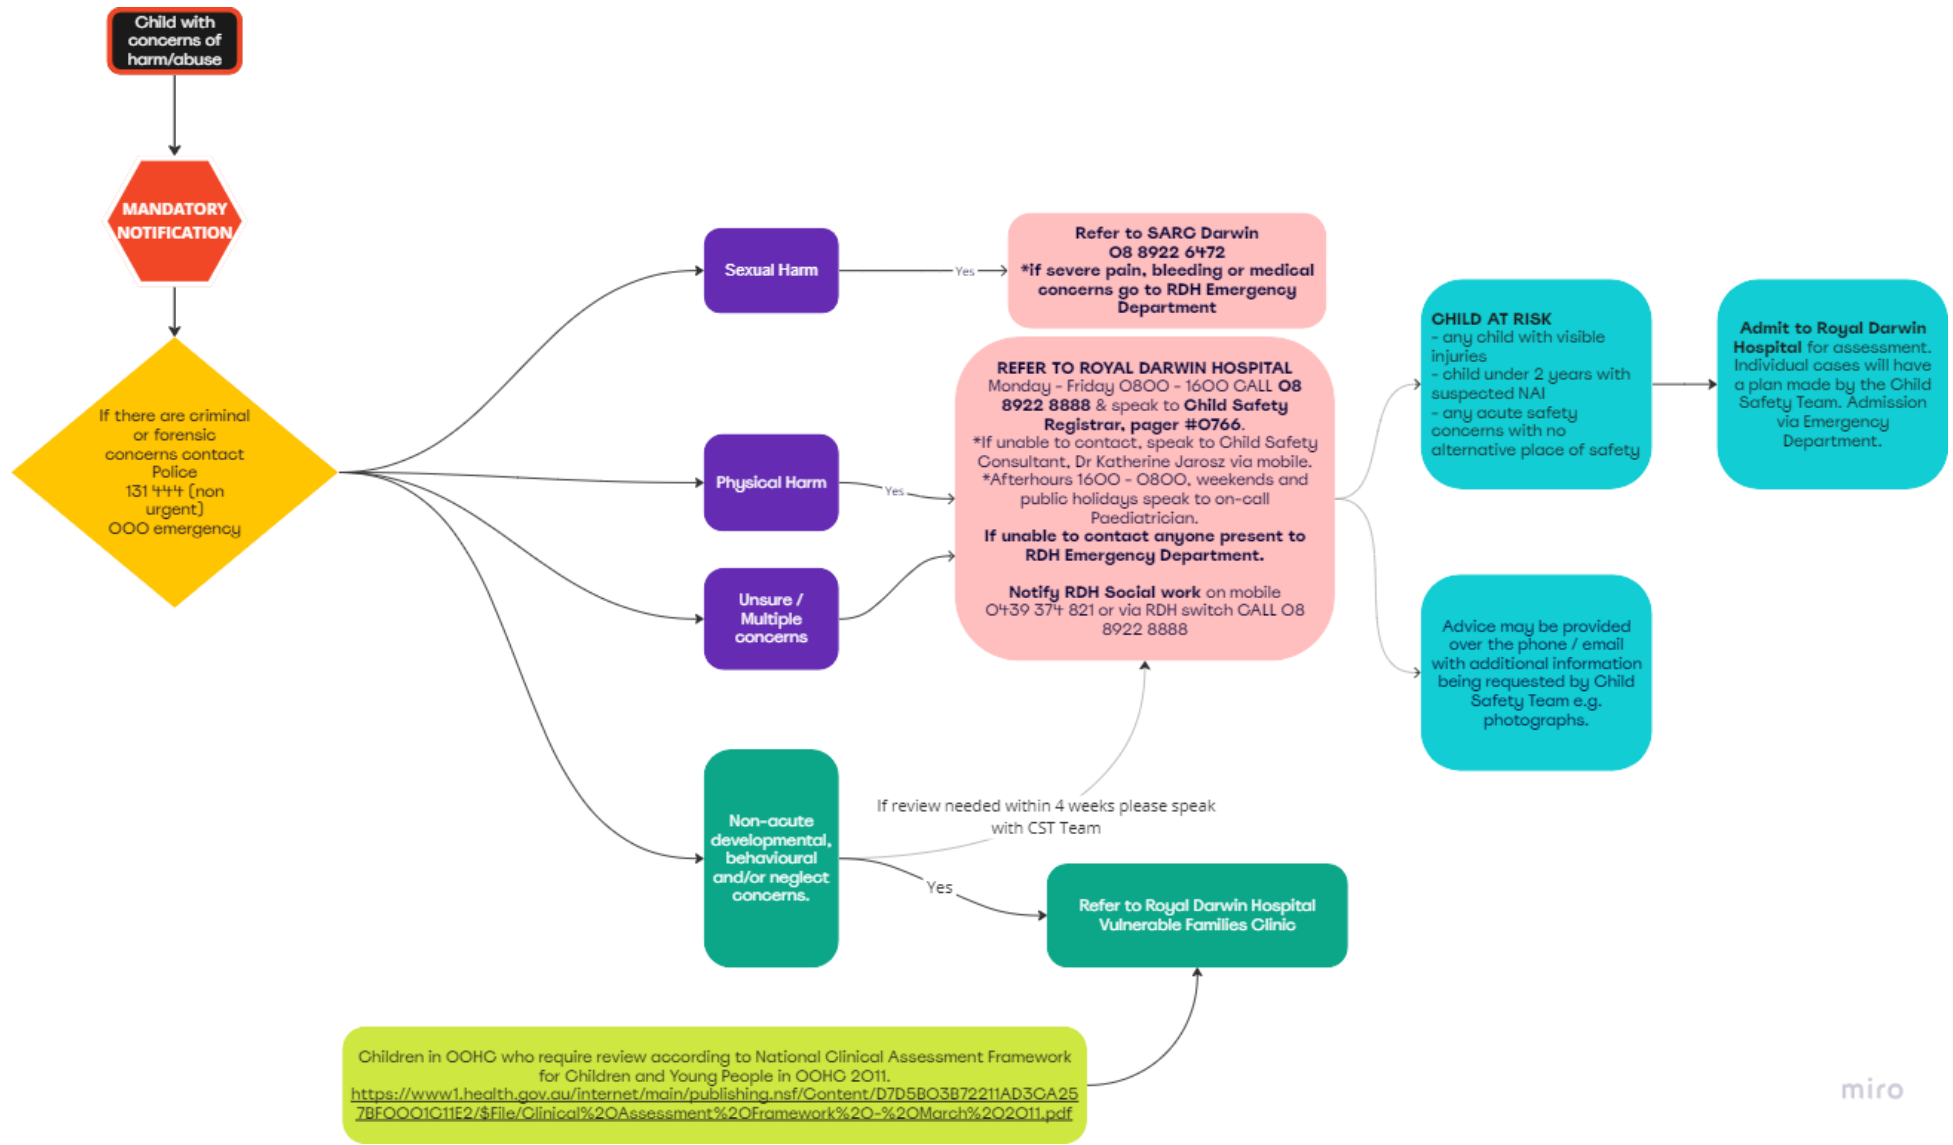 Child with
concerns of
harm/abuse
MANDATORY
NOTIFICATION
If there are criminal
or forensic
concerns contact
Police
131 444 (non
urgent)
000 emergency
Sexual Harm
Yes
Refer to SARC Darwin
08 8922 6472
*if severe pain, bleeding or medical
concerns go to RDH Emergency
Department
Physical Harm
Yes
Unsure /
Multiple
concerns
REFER TO ROYAL DARWIN HOSPITAL
Monday - Friday 0800 - 1600 CALL 08
8922 8888 & speak to Child Safety
Registrar, pager #0766.
*If unable to contact, speak to Child Safety
Consultant, Dr Katherine Jarosz via mobile.
*Afterhours 1600 - 0800, weekends and
public holidays speak to on-call
Paediatrician.
If unable to contact anyone present to
RDH Emergency Department.
Notify RDH Social work on mobile
0439 374 821 or via RDH switch CALL 08
8922 8888
CHILD AT RISK
- any child with visible
injuries
- child under 2 years with
suspected NAI
- any acute safety
concerns with no
alternative place of safety
Admit to Royal Darwin
Hospital for assessment.
Individual cases will have
a plan made by the Child
Safety Team. Admission
via Emergency
Department.
Advice may be provided
over the phone / email
with additional information
being requested by Child
Safety Team e.g.
photographs.
Non-acute
developmental,
behavioural
and/or neglect
concerns.
If review needed within 4 weeks please speak
with CST Team
Yes
Refer to Royal Darwin Hospital
Vulnerable Families Clinic
Children in OOHC who require review according to National Clinical Assessment Framework
for Children and Young People in OOHC 2011.
https://www1.health.gov.au/internet/main/publishing.nsf/Content/D7D5B03B72211AD3CA25
7BF0001C11E2/$File/Clinical%20Assessment%20Framework%20-%20March%202011.pdf
miro